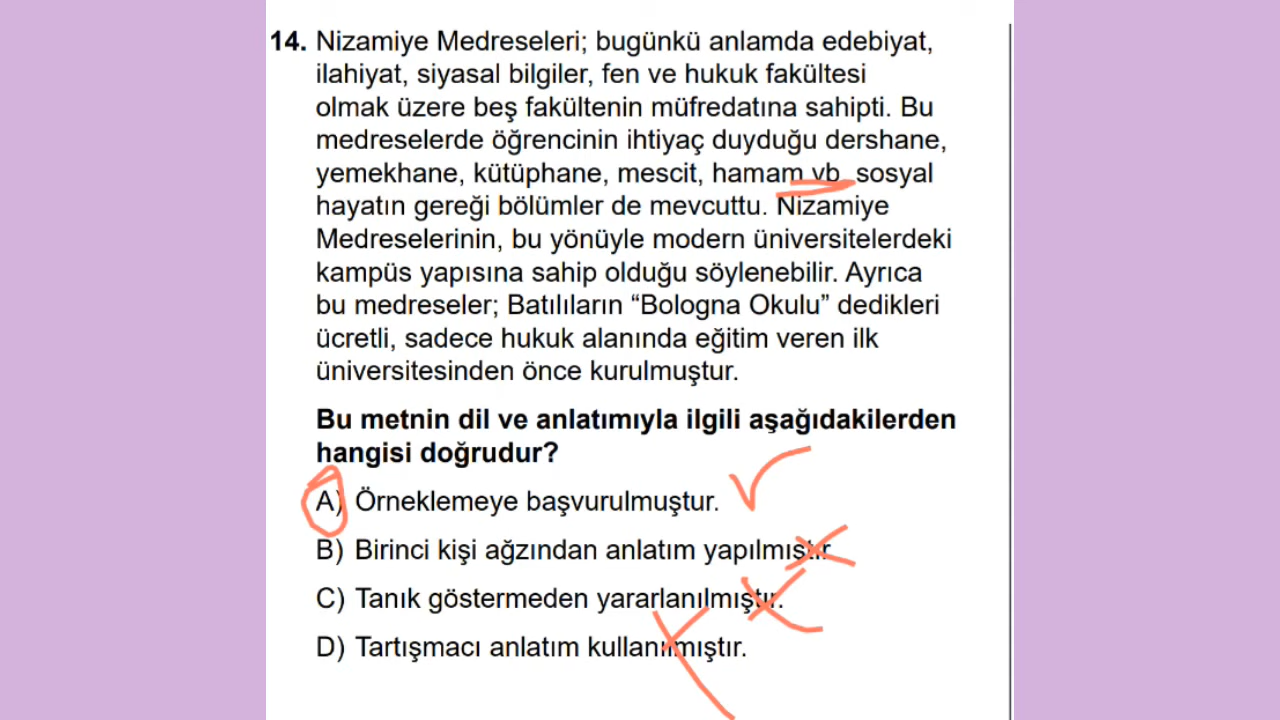 14. Nizamiye Medreseleri; bugünkü anlamda edebiyat,
ilahiyat, siyasal bilgiler, fen ve hukuk fakültesi
olmak üzere beş fakültenin müfredatına sahipti. Bu
medreselerde öğrencinin ihtiyaç duyduğu dershane,
yemekhane, kütüphane, mescit, hamam vb. sosyal
hayatın gereği bölümler de mevcuttu. Nizamiye
Medreselerinin, bu yönüyle modern üniversitelerdeki
kampüs yapısına sahip olduğu söylenebilir. Ayrıca
bu medreseler; Batılıların “Bologna Okulu” dedikleri
ücretli, sadece hukuk alanında eğitim veren ilk
üniversitesinden önce kurulmuştur.
Bu metnin dil ve anlatımıyla ilgili aşağıdakilerden
hangisi doğrudur?
A) Örneklemeye başvurulmuştur.
B) Birinci kişi ağzından anlatım yapılmıştır.
C) Tanık göstermeden yararlanılmıştır.
D) Tartışmacı anlatım kullanılmıştır.